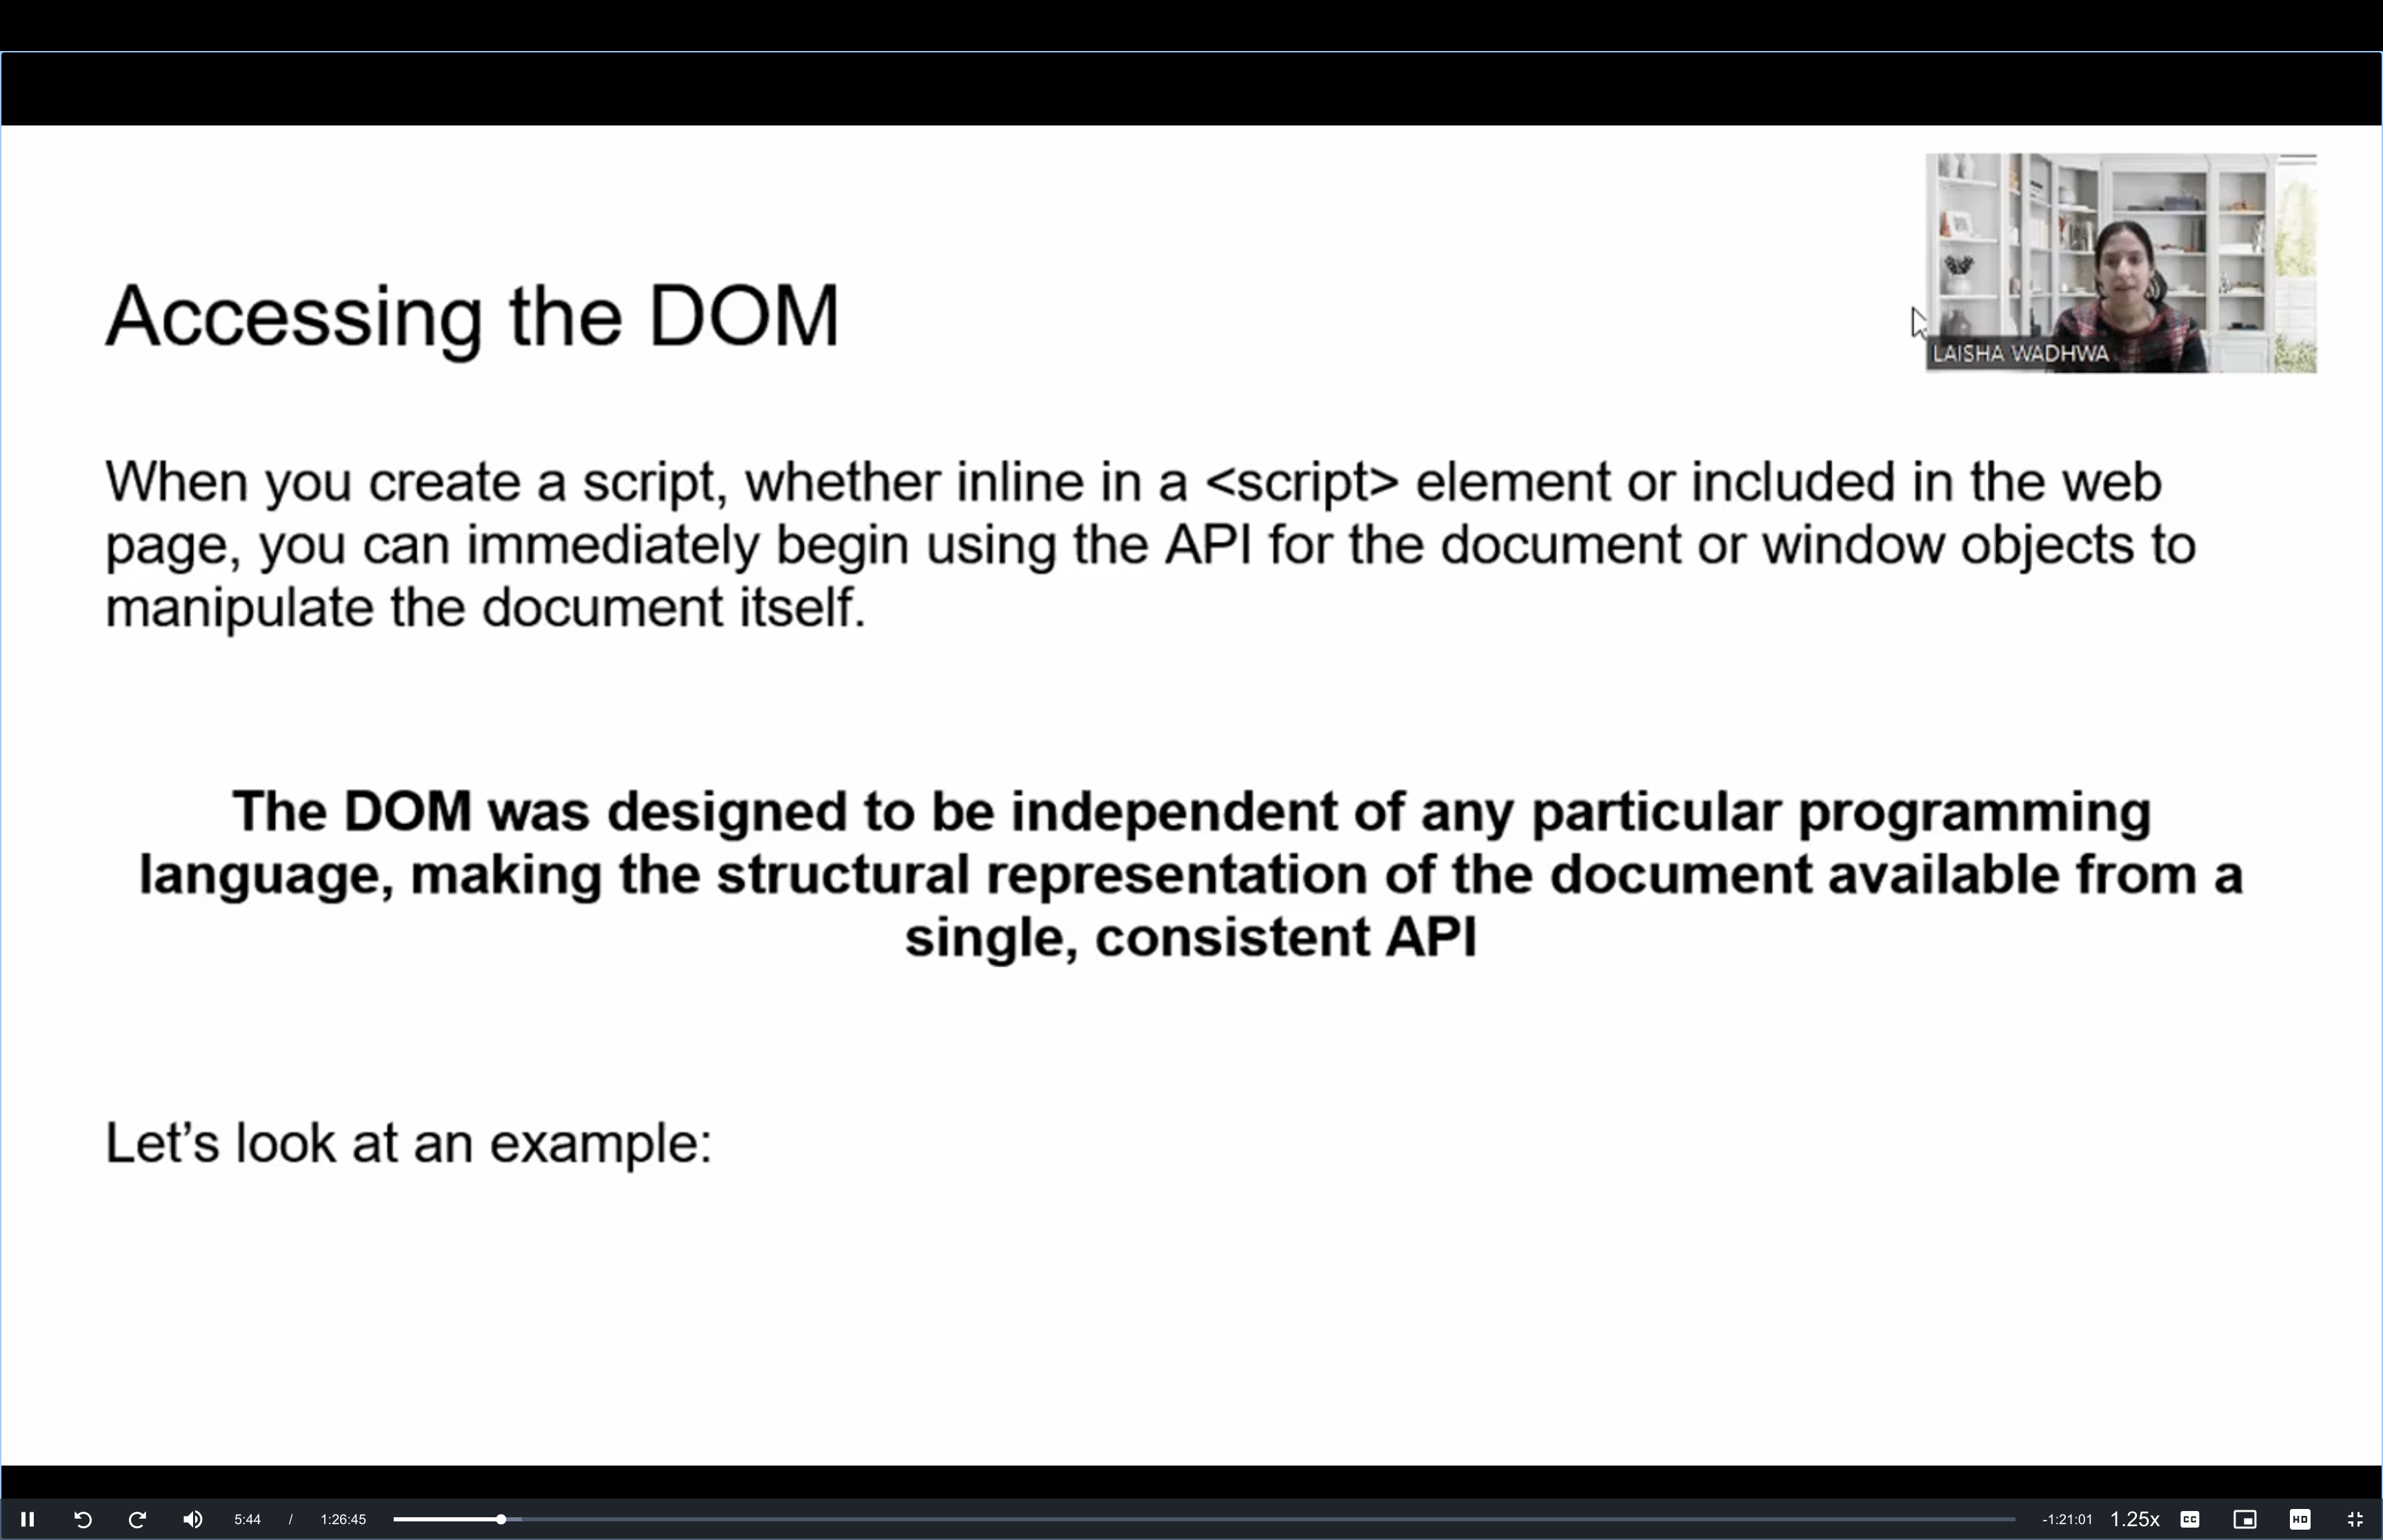 Accessing the DOM
LAISHA WADHWA
When you create a script, whether inline in a <script> element or included in the web
page, you can immediately begin using the API for the document or window objects to
manipulate the document itself.
The DOM was designed to be independent of any particular programming
language, making the structural representation of the document available from a
single, consistent API
Let's look at an example:
5:44 / 1:26:45 -1:21:01 1.25x CC HD